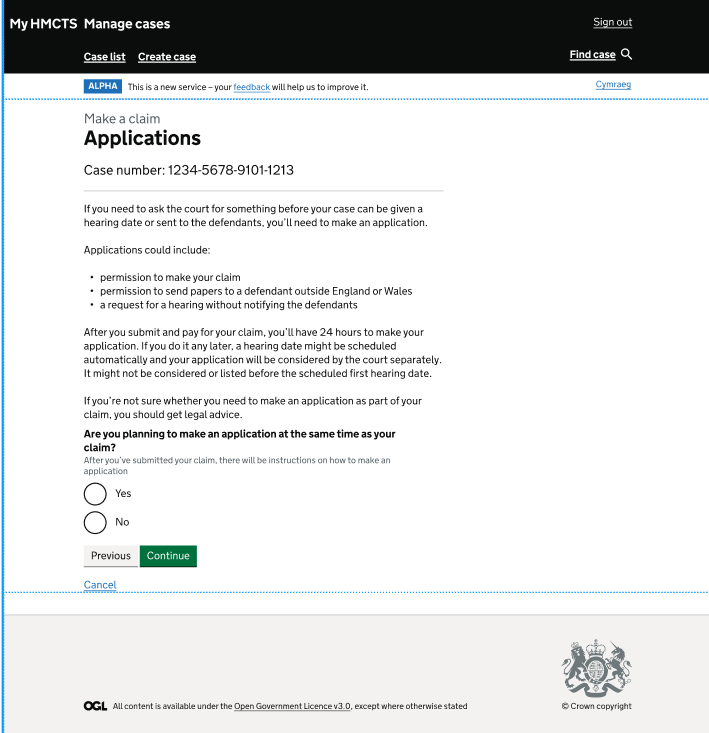 My HMCTS Manage cases
Sign out
Case list Create case
Find case
ALPHA This is a new service – your feedback will help us to improve it.
Cymraeg
Make a claim
Applications
Case number: 1234-5678-9101-1213
If you need to ask the court for something before your case can be given a
hearing date or sent to the defendants, you’ll need to make an application.
Applications could include:
• permission to make your claim
• permission to send papers to a defendant outside England or Wales
• a request for a hearing without notifying the defendants
After you submit and pay for your claim, you’ll have 24 hours to make your
application. If you do it any later, a hearing date might be scheduled
automatically and your application will be considered by the court separately.
It might not be considered or listed before the scheduled first hearing date.
If you’re not sure whether you need to make an application as part of your
claim, you should get legal advice.
Are you planning to make an application at the same time as your
claim?
After you’ve submitted your claim, there will be instructions on how to make an
application
Yes
No
Previous Continue
Cancel
OGL All content is available under the Open Government Licence v3.0, except where otherwise stated
© Crown copyright